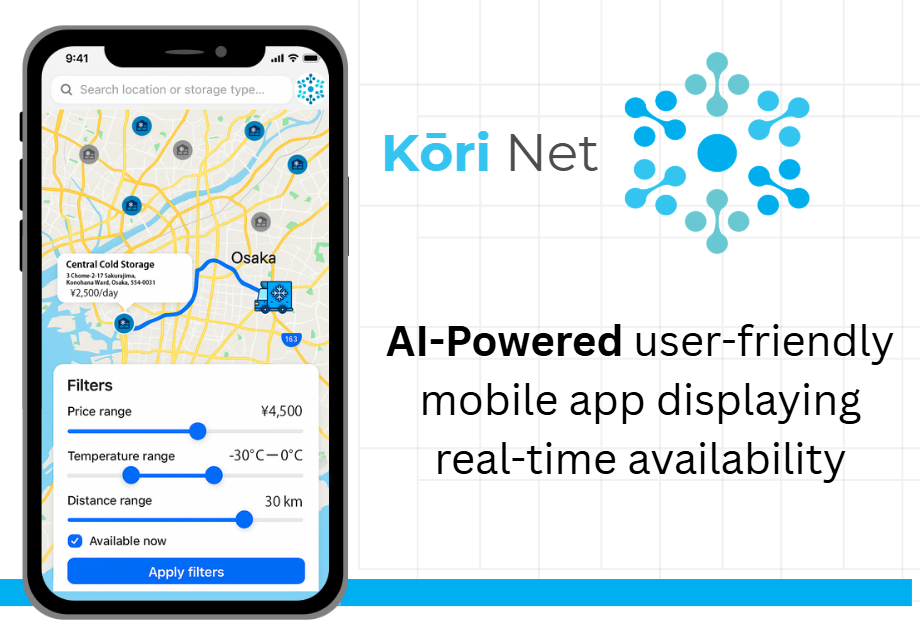 9:41
Search location or storage type...
Central Cold Storage
3 Chome-2-17 Sakurajima,
Konohana Ward, Osaka, 554-0031
¥2,500/day
Osaka
163
Filters
Price range ¥4,500
Temperature range -30°C—0°C
Distance range 30 km
Available now
Apply filters
Kōri Net
AI-Powered user-friendly
mobile app displaying
real-time availability